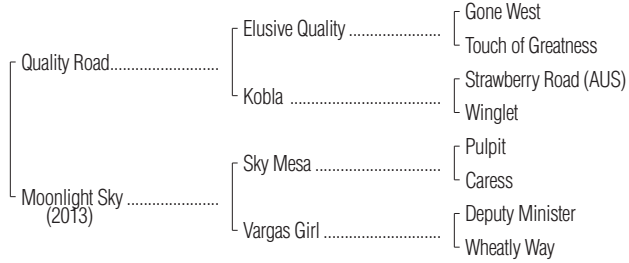 Gone West
Elusive Quality ....................
Touch of Greatness
Quality Road........................
Strawberry Road (AUS)
Kobla .................................
Winglet
Pulpit
Sky Mesa ............................
Caress
Moonlight Sky ....................
(2013)
Deputy Minister
Vargas Girl ..........................
Wheatly Way